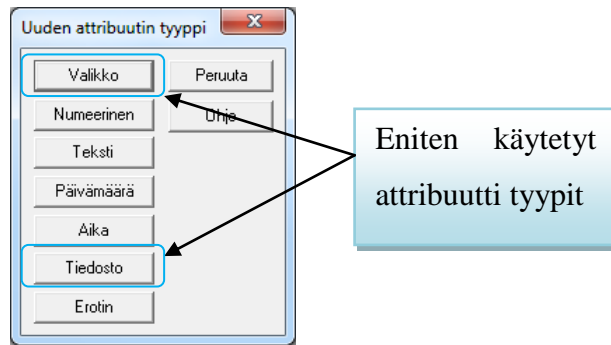 Uuden attribuutin tyyppi
Valikko
Peruuta
Numeerinen
Ohje
Teksti
Päivämäärä
Aika
Tiedosto
Erotin
Eniten käytetyt
attribuutti tyypit